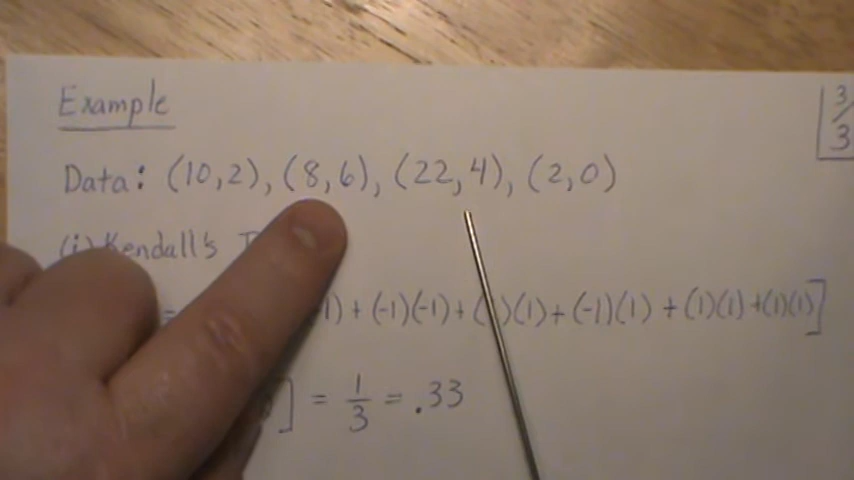 Example
3/3
Data: (10,2), (8,6), (22,4), (2,0)
(i) Kendall's
1) + (-1)(-1) + ( )(1) + (-1)(1) + (1)(1) + (1)(1)]
] = 1/3 = .33